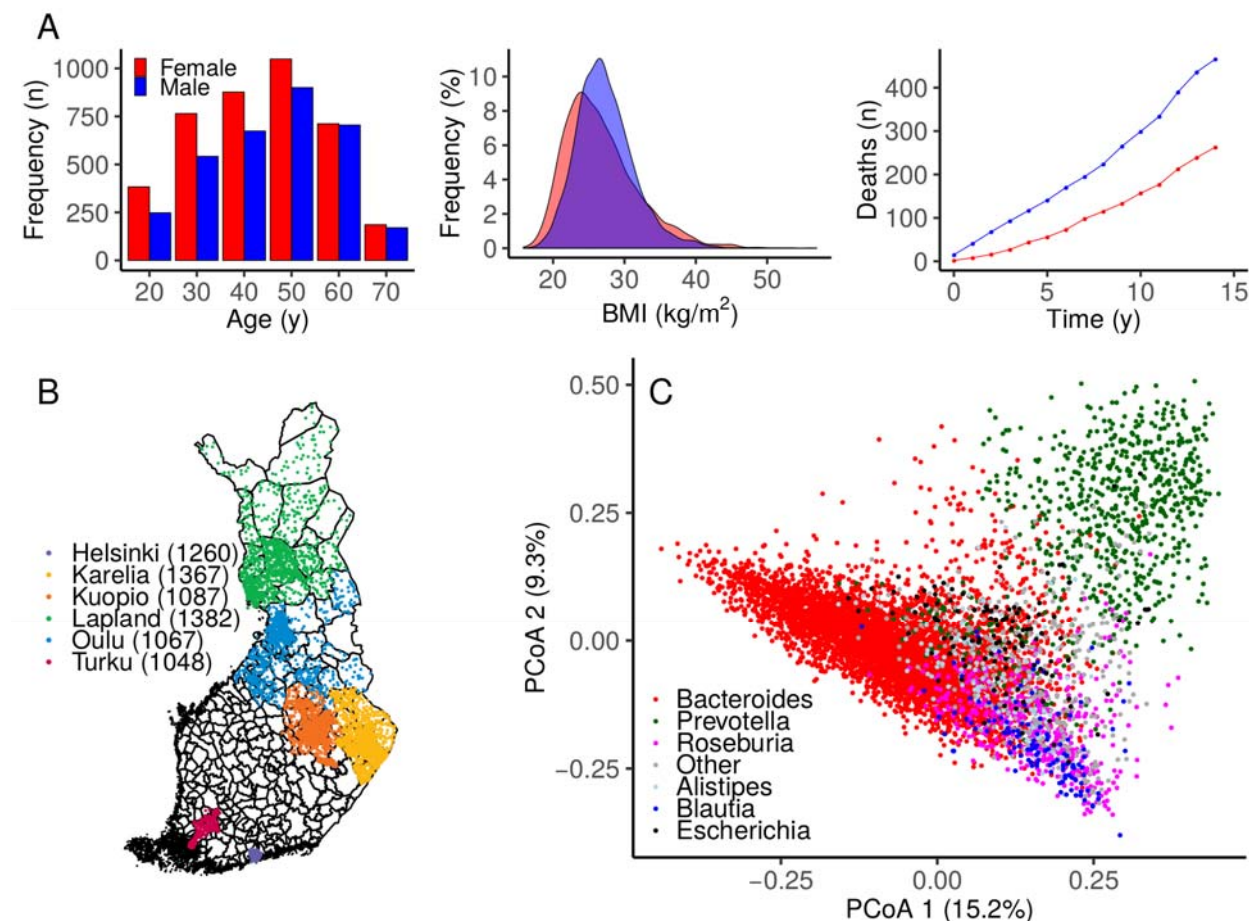 A
Frequency (n)
1000
750
500
250
0
Female
Male
20 30 40 50 60 70
Age (y)
Frequency (%)
10
8
6
4
2
0
20 30 40 50
BMI (kg/m²)
Deaths (n)
400
300
200
100
0
0 5 10 15
Time (y)
B
Helsinki (1260)
Karelia (1367)
Kuopio (1087)
Lapland (1382)
Oulu (1067)
Turku (1048)
C
PCoA 2 (9.3%)
0.50
0.25
0.00
−0.25
Bacteroides
Prevotella
Roseburia
Other
Alistipes
Blautia
Escherichia
−0.25 0.00 0.25
PCoA 1 (15.2%)